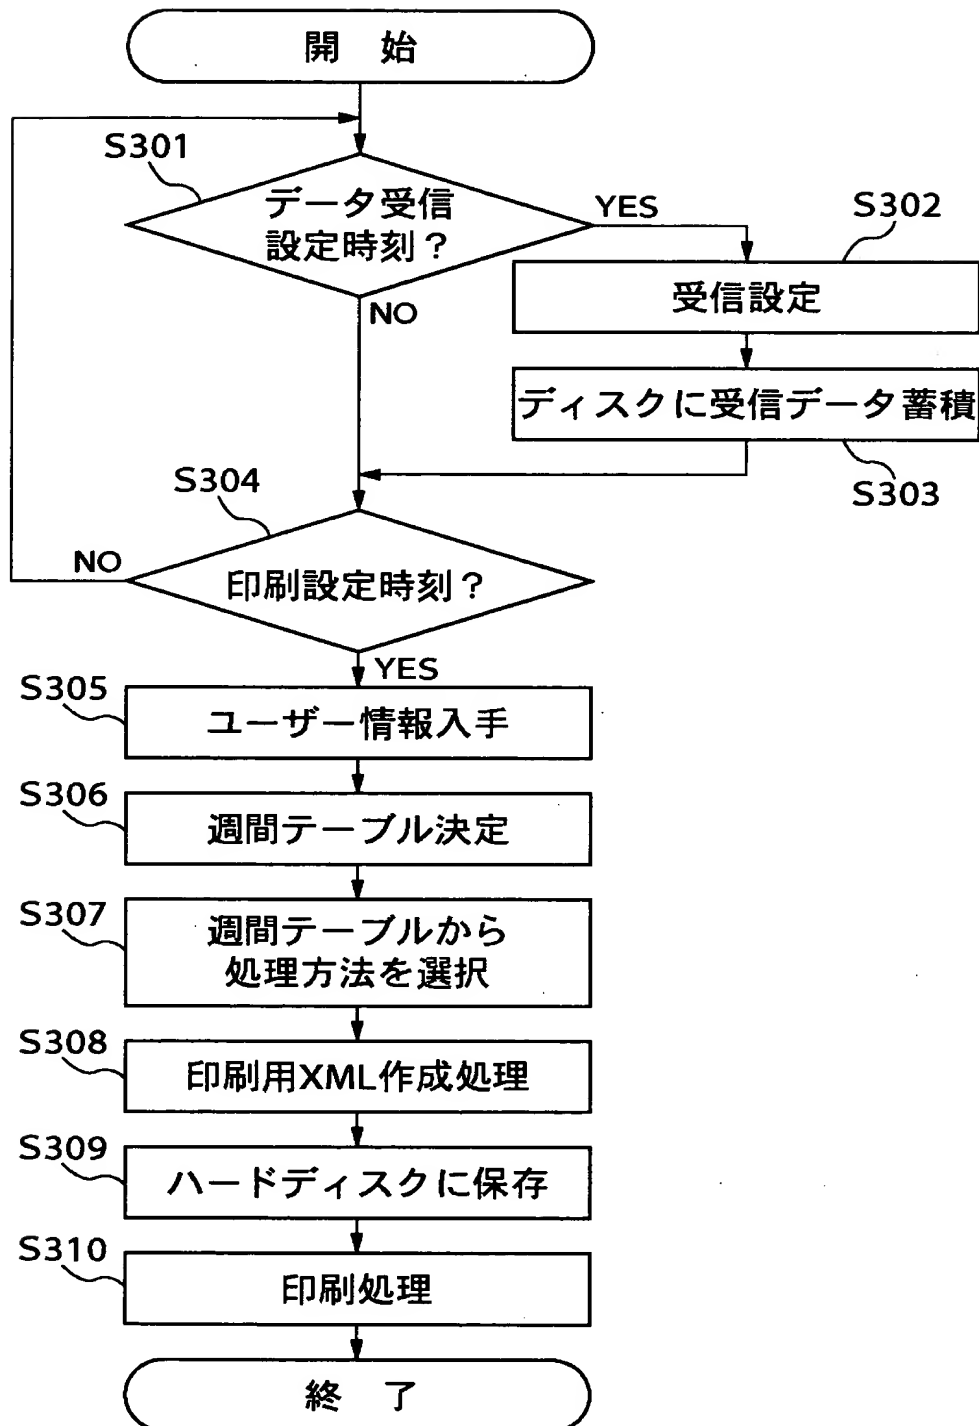 開 始
S301
データ受信
設定時刻？
YES
S302
受信設定
NO
ディスクに受信データ蓄積
S303
S304
NO
印刷設定時刻？
YES
S305
ユーザー情報入手
S306
週間テーブル決定
S307
週間テーブルから
処理方法を選択
S308
印刷用XML作成処理
S309
ハードディスクに保存
S310
印刷処理
終 了